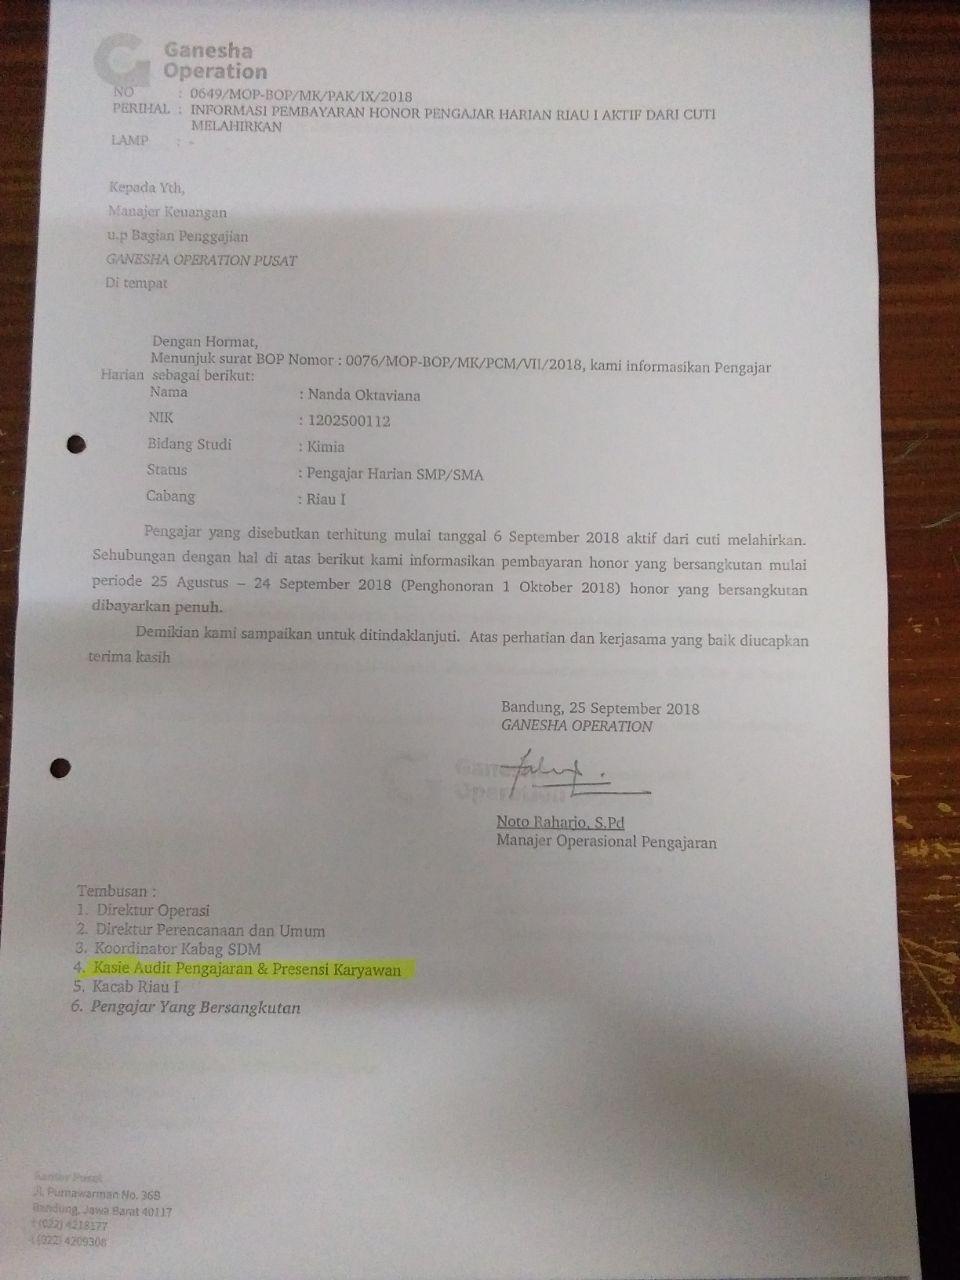 Ganesha
Operation
NO : 0649/MOP-BOP/MK/PAK/IX/2018
PERIHAL : INFORMASI PEMBAYARAN HONOR PENGAJAR HARIAN RIAU I AKTIF DARI CUTI
MELAHIRKAN
LAMP : -
Kepada Yth,
Manajer Keuangan
u.p Bagian Penggajian
GANESHA OPERATION PUSAT
Di tempat
Dengan Hormat,
Menunjuk surat BOP Nomor : 0076/MOP-BOP/MK/PCM/VII/2018, kami informasikan Pengajar
Harian sebagai berikut:
Nama : Nanda Oktaviana
NIK : 1202500112
Bidang Studi : Kimia
Status : Pengajar Harian SMP/SMA
Cabang : Riau I
Pengajar yang disebutkan terhitung mulai tanggal 6 September 2018 aktif dari cuti melahirkan.
Sehubungan dengan hal di atas berikut kami informasikan pembayaran honor yang bersangkutan mulai
periode 25 Agustus – 24 September 2018 (Penghonoran 1 Oktober 2018) honor yang bersangkutan
dibayarkan penuh.
Demikian kami sampaikan untuk ditindaklanjuti. Atas perhatian dan kerjasama yang baik diucapkan
terima kasih
Bandung, 25 September 2018
GANESHA OPERATION
Ganesha
Operation
Noto Raharjo, S.Pd
Manajer Operasional Pengajaran
Tembusan :
1. Direktur Operasi
2. Direktur Perencanaan dan Umum
3. Koordinator Kabag SDM
4. Kasie Audit Pengajaran & Presensi Karyawan
5. Kacab Riau I
6. Pengajar Yang Bersangkutan
Kantor Pusat
Jl. Purnawarman No. 36B
Bandung, Jawa Barat 40117
t (022) 4218177
(022) 4209308